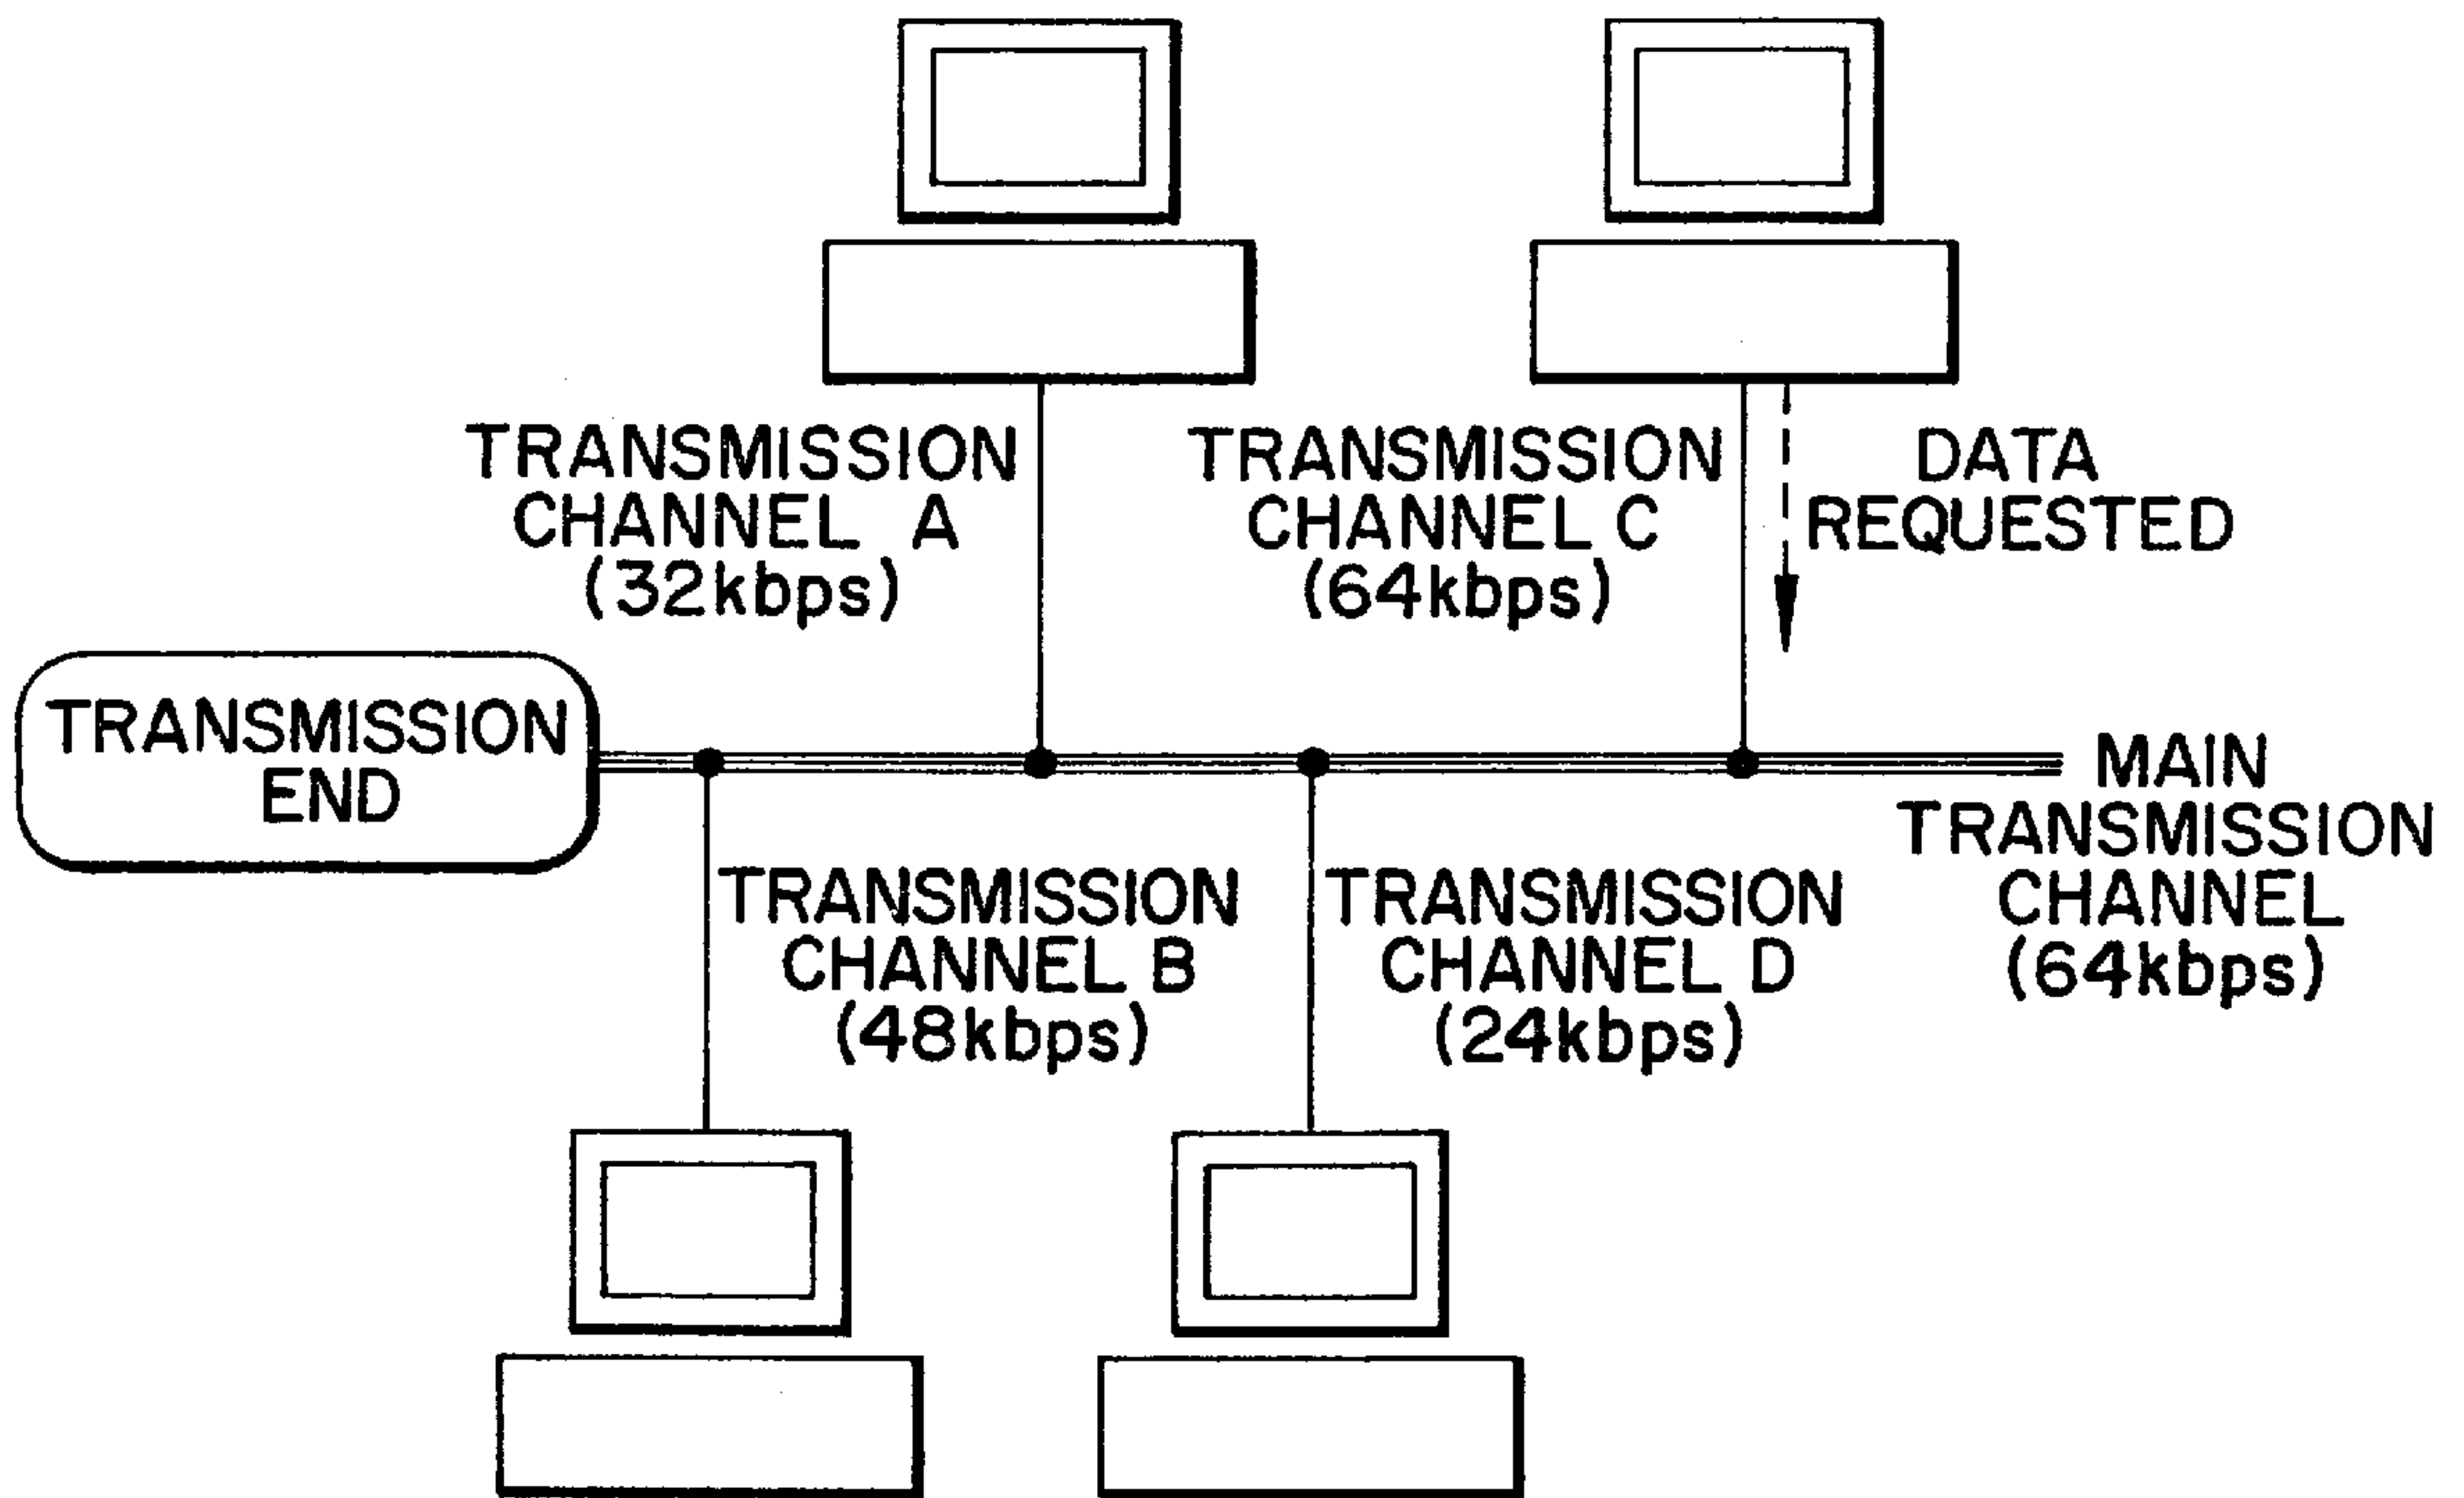 TRANSMISSION
CHANNEL A
(32kbps)
TRANSMISSION
CHANNEL C
(64kbps)
DATA
REQUESTED
TRANSMISSION
END
MAIN
TRANSMISSION
CHANNEL
(64kbps)
TRANSMISSION
CHANNEL B
(48kbps)
TRANSMISSION
CHANNEL D
(24kbps)